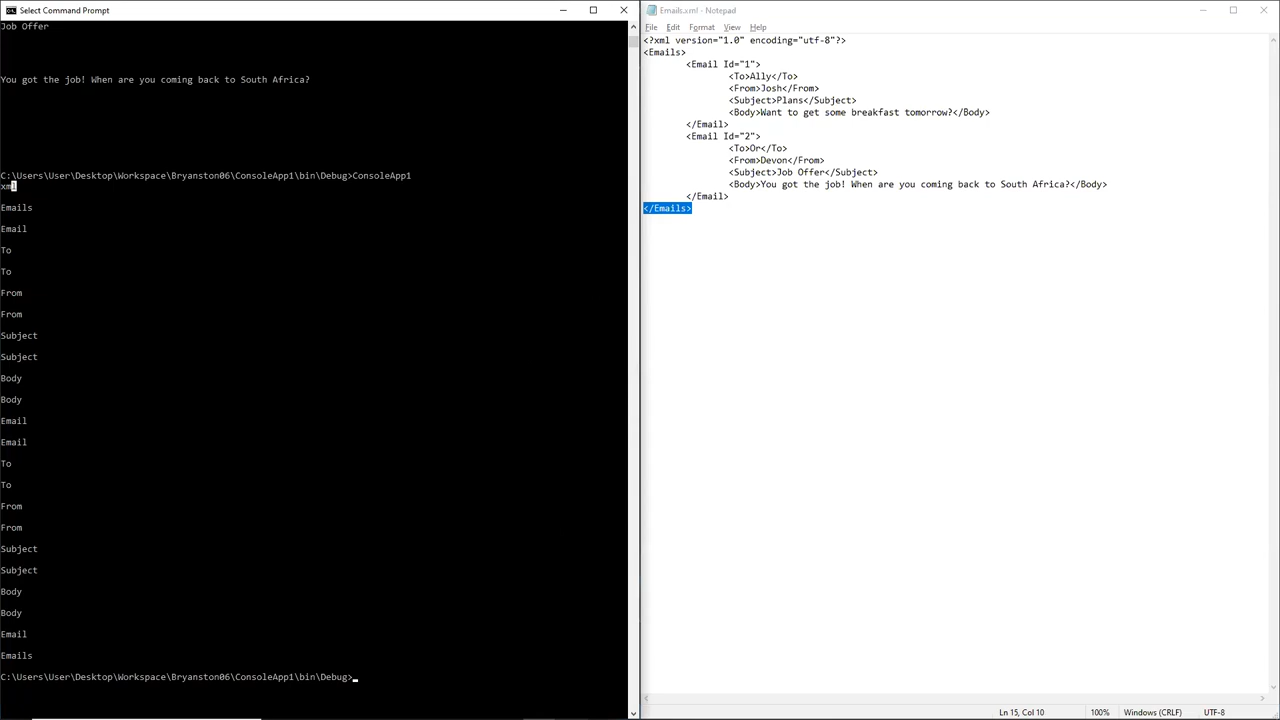 Select Command Prompt
Job Offer
You got the job! When are you coming back to South Africa?
C:\Users\User\Desktop\Workspace\Bryanston06\ConsoleApp1\bin\Debug>ConsoleApp1
xml
Emails
Email
To
To
From
From
Subject
Subject
Body
Body
Email
Email
To
To
From
From
Subject
Subject
Body
Body
Email
Emails
C:\Users\User\Desktop\Workspace\Bryanston06\ConsoleApp1\bin\Debug>
Emails.xml - Notepad
File Edit Format View Help
<?xml version="1.0" encoding="utf-8"?>
<Emails>
<Email Id="1">
<To>Ally</To>
<From>Josh</From>
<Subject>Plans</Subject>
<Body>Want to get some breakfast tomorrow?</Body>
</Email>
<Email Id="2">
<To>Or</To>
<From>Devon</From>
<Subject>Job Offer</Subject>
<Body>You got the job! When are you coming back to South Africa?</Body>
</Email>
</Emails>
Ln 15, Col 10 100% Windows (CRLF) UTF-8